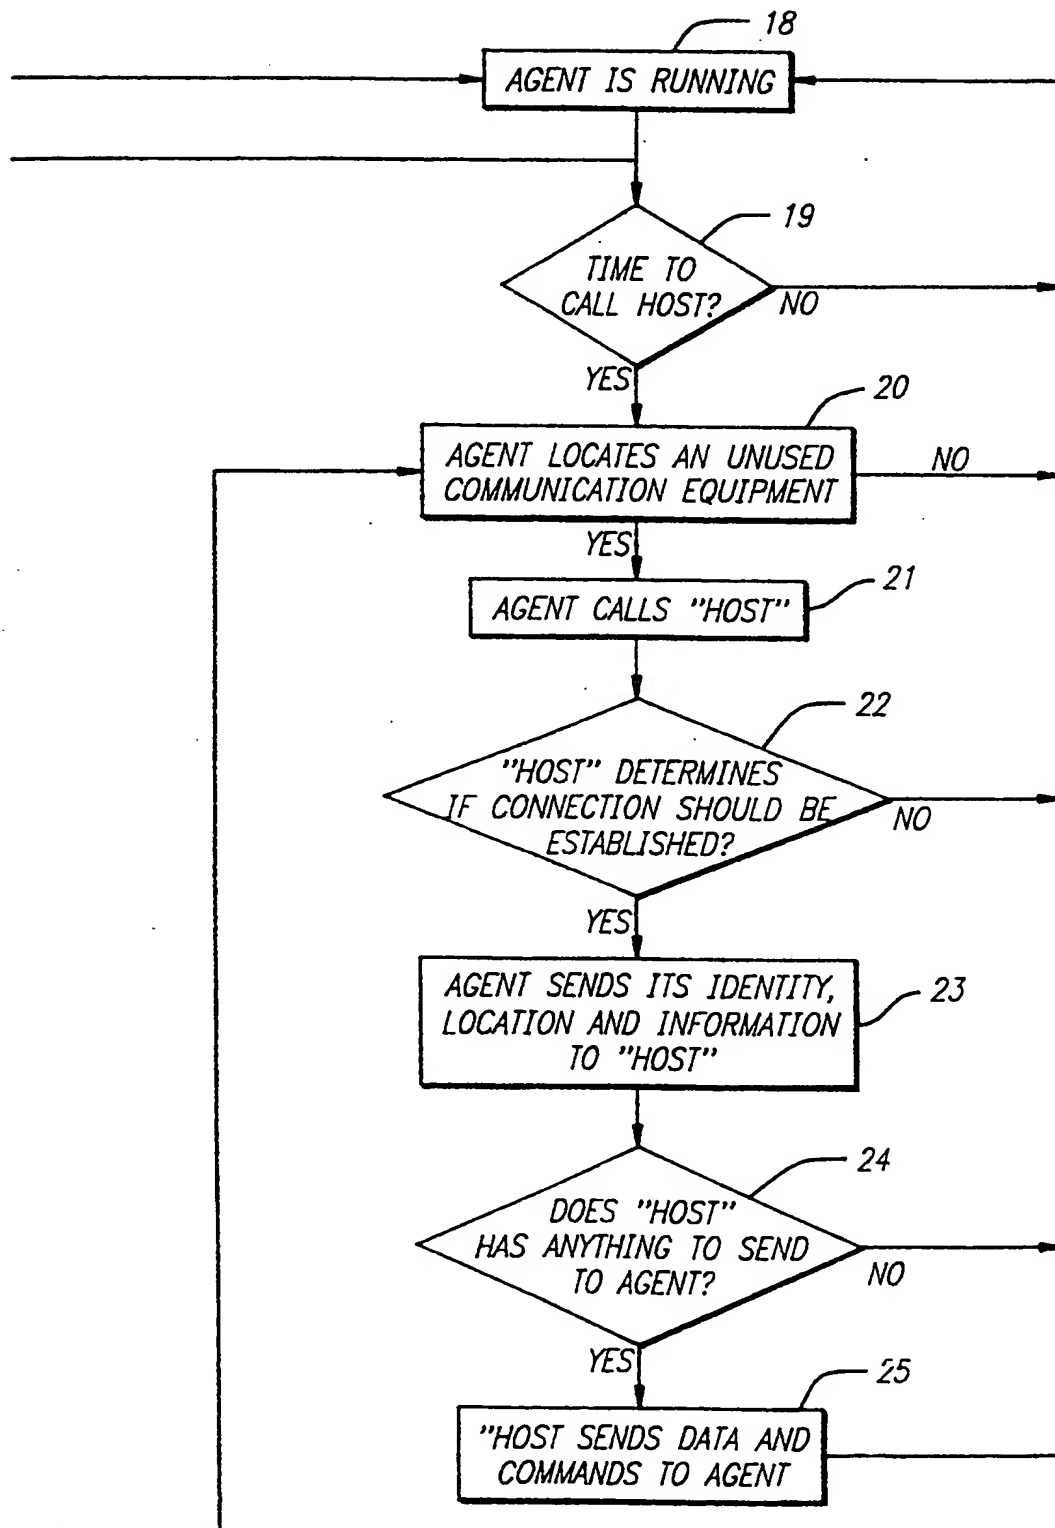 18
AGENT IS RUNNING
19
TIME TO
CALL HOST?
NO
YES
20
AGENT LOCATES AN UNUSED
COMMUNICATION EQUIPMENT
NO
YES
21
AGENT CALLS "HOST"
22
"HOST" DETERMINES
IF CONNECTION SHOULD BE
ESTABLISHED?
NO
YES
23
AGENT SENDS ITS IDENTITY,
LOCATION AND INFORMATION
TO "HOST"
24
DOES "HOST"
HAS ANYTHING TO SEND
TO AGENT?
NO
YES
25
"HOST SENDS DATA AND
COMMANDS TO AGENT